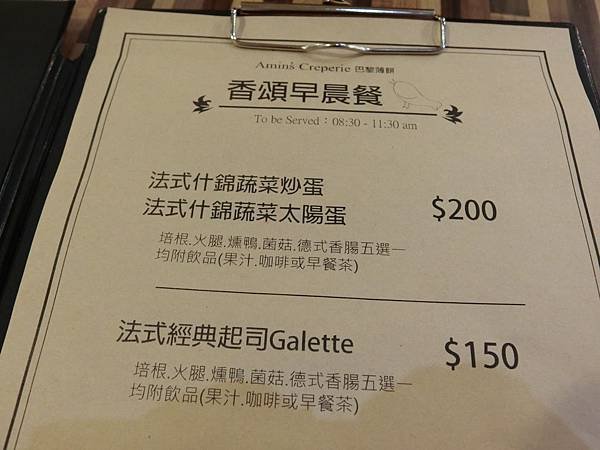 Amin's Creperie 巴黎薄餅
香頌早晨餐
To be Served：08:30 - 11:30 am
法式什錦蔬菜炒蛋
法式什錦蔬菜太陽蛋 $200
培根.火腿.燻鴨.菌菇.德式香腸五選一
均附飲品(果汁.咖啡或早餐茶)
法式經典起司Galette $150
培根.火腿.燻鴨.菌菇.德式香腸五選一
均附飲品(果汁.咖啡或早餐茶)